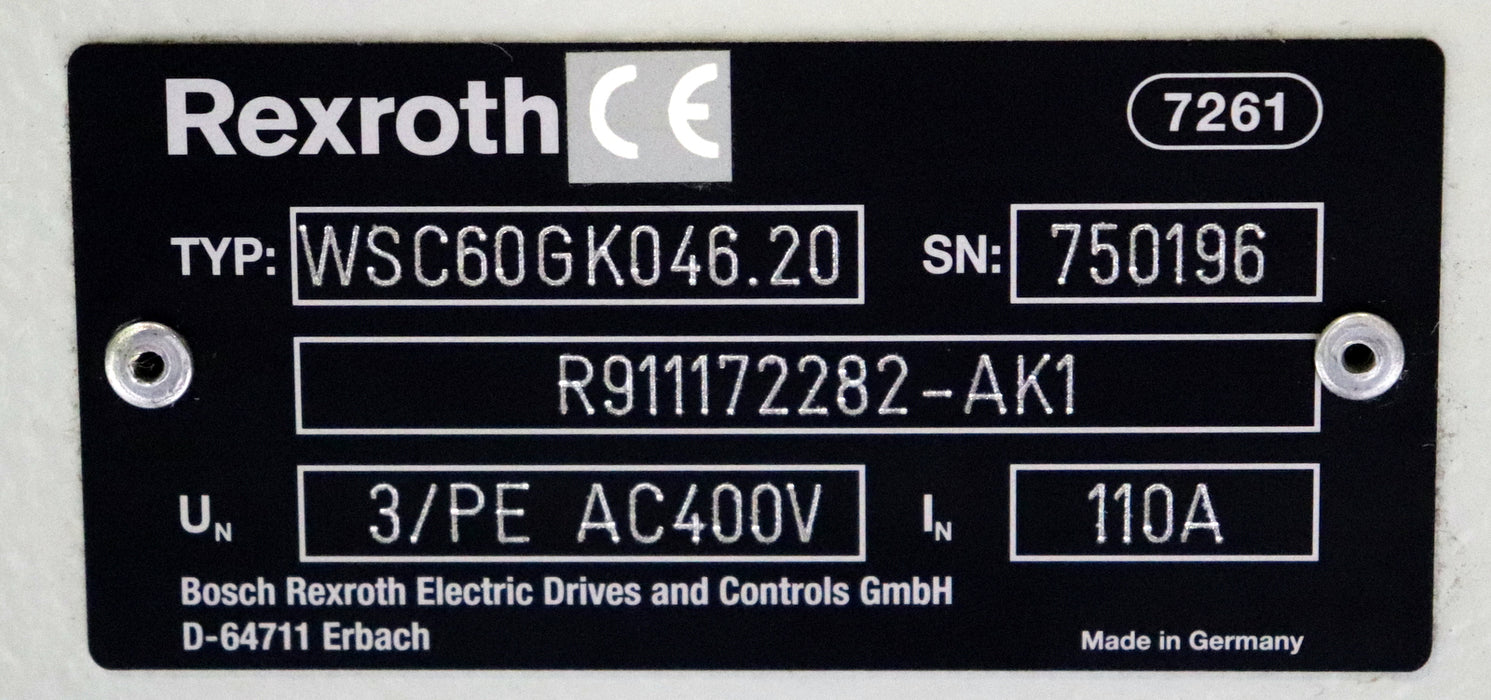 Rexroth CE 7261
TYP: WSC60GK046.20 SN: 750196
R911172282-AK1
UN 3/PE AC400V IN 110A
Bosch Rexroth Electric Drives and Controls GmbH
D-64711 Erbach Made in Germany